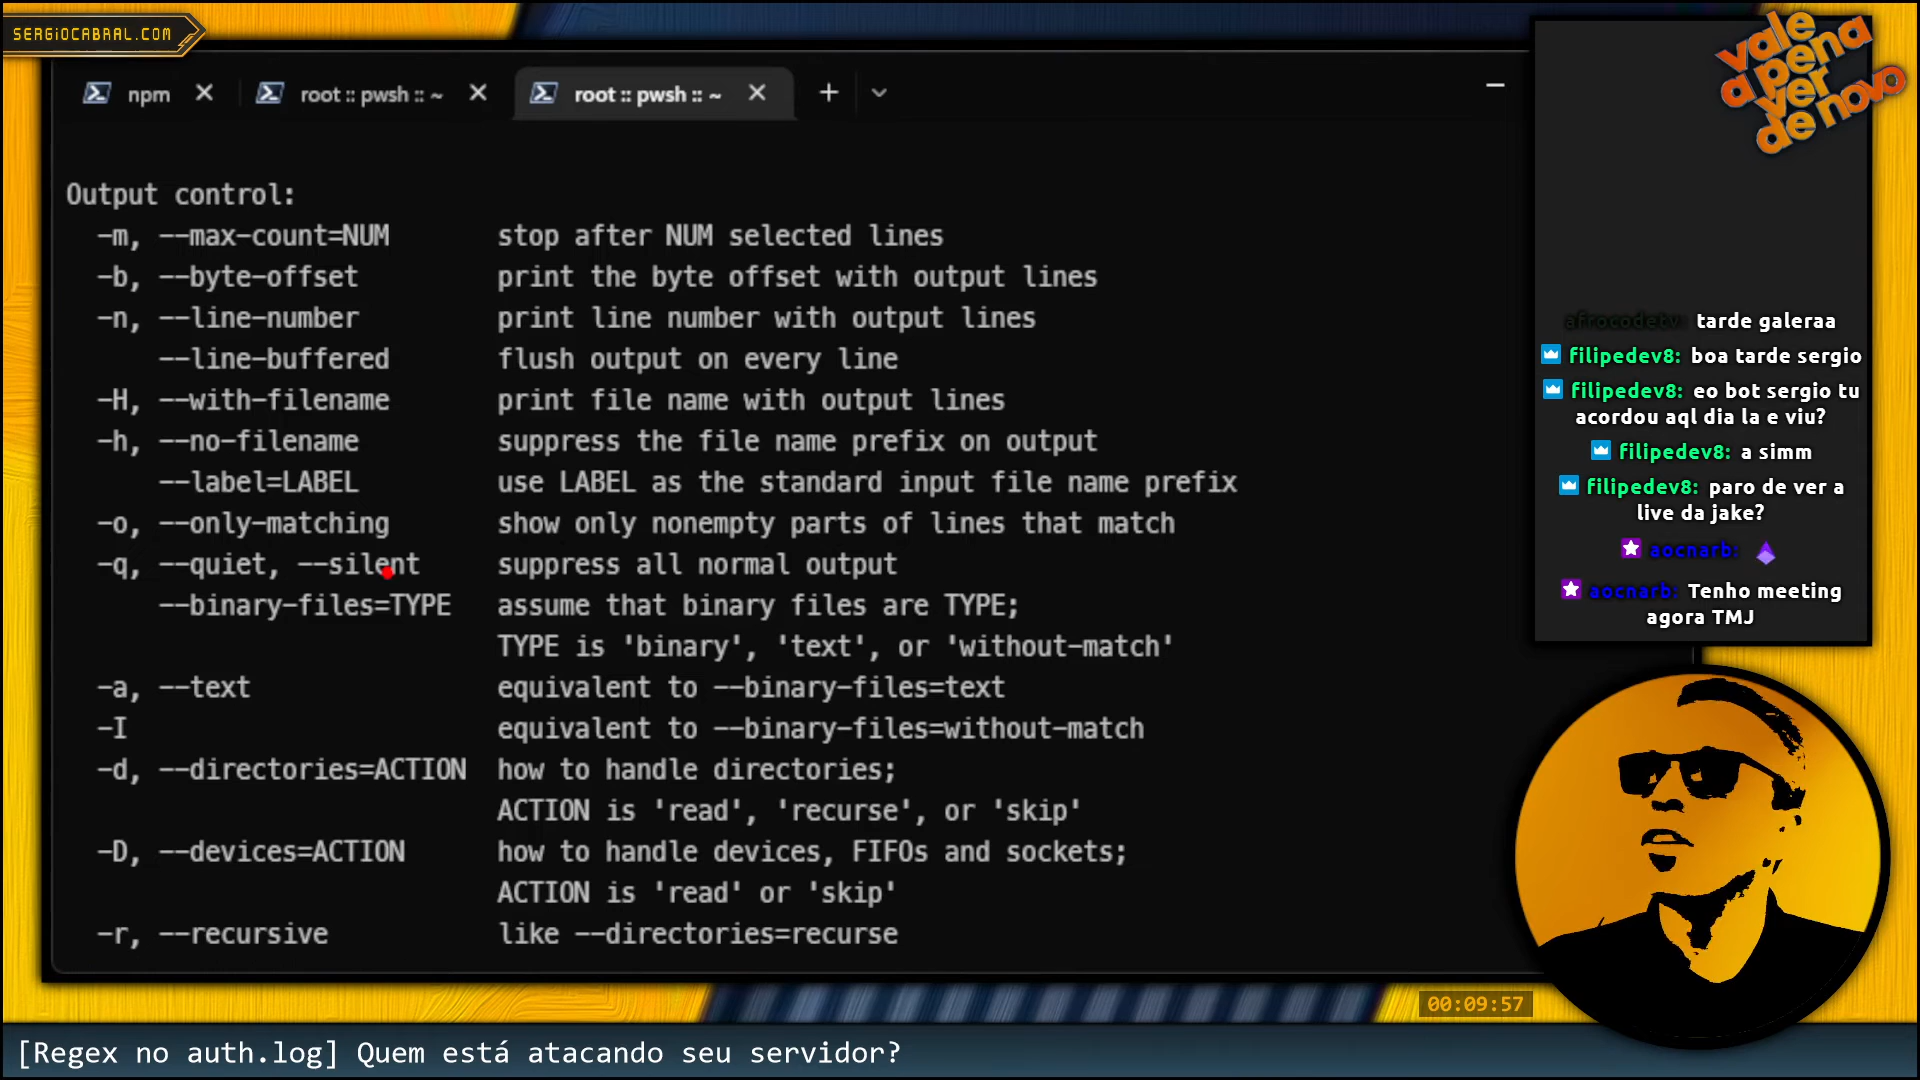 SERGIOCABRAL.COM
npm
root :: pwsh :: ~
root :: pwsh :: ~
Output control:
-m, --max-count=NUM stop after NUM selected lines
-b, --byte-offset print the byte offset with output lines
-n, --line-number print line number with output lines
--line-buffered flush output on every line
-H, --with-filename print file name with output lines
-h, --no-filename suppress the file name prefix on output
--label=LABEL use LABEL as the standard input file name prefix
-o, --only-matching show only nonempty parts of lines that match
-q, --quiet, --silent suppress all normal output
--binary-files=TYPE assume that binary files are TYPE;
TYPE is 'binary', 'text', or 'without-match'
-a, --text equivalent to --binary-files=text
-I equivalent to --binary-files=without-match
-d, --directories=ACTION how to handle directories;
ACTION is 'read', 'recurse', or 'skip'
-D, --devices=ACTION how to handle devices, FIFOs and sockets;
ACTION is 'read' or 'skip'
-r, --recursive like --directories=recurse
vale
a pena
ver
de novo
afrocodetv: tarde galeraa
filipedev8: boa tarde sergio
filipedev8: eo bot sergio tu
acordou aql dia la e viu?
filipedev8: a simm
filipedev8: paro de ver a
live da jake?
aocnarb:
aocnarb: Tenho meeting
agora TMJ
00:09:57
[Regex no auth.log] Quem está atacando seu servidor?